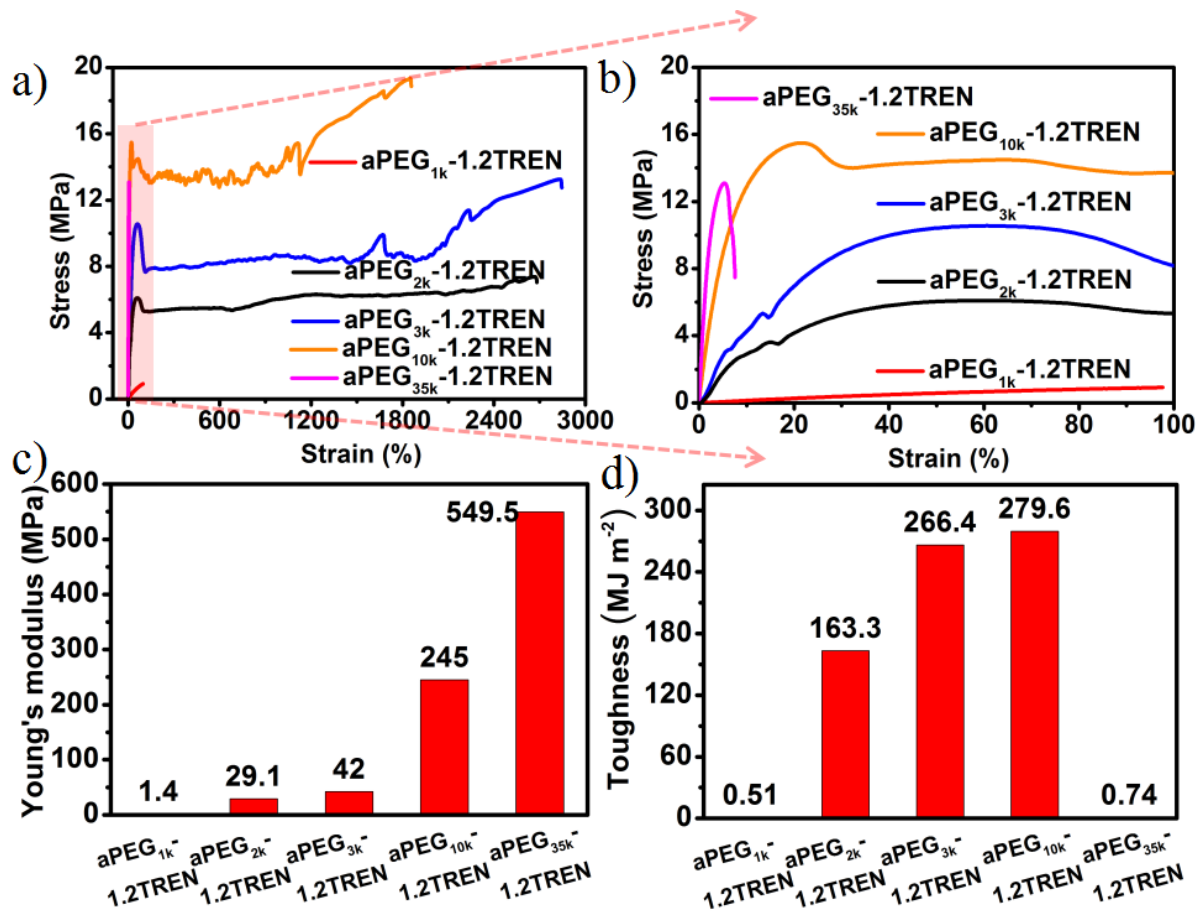 a)
20
16
12
8
4
0
Stress (MPa)
aPEG1k-1.2TREN
aPEG2k-1.2TREN
aPEG3k-1.2TREN
aPEG10k-1.2TREN
aPEG35k-1.2TREN
0 600 1200 1800 2400 3000
Strain (%)
b)
20
16
12
8
4
0
Stress (MPa)
aPEG35k-1.2TREN
aPEG10k-1.2TREN
aPEG3k-1.2TREN
aPEG2k-1.2TREN
aPEG1k-1.2TREN
0 20 40 60 80 100
Strain (%)
c)
600
500
400
300
200
100
0
Young's modulus (MPa)
1.4
29.1
42
245
549.5
aPEG1k-
1.2TREN
aPEG2k-
1.2TREN
aPEG3k-
1.2TREN
aPEG10k-
1.2TREN
aPEG35k-
1.2TREN
d)
300
240
180
120
60
0
Toughness (MJ m-2)
0.51
163.3
266.4
279.6
0.74
aPEG1k-
1.2TREN
aPEG2k-
1.2TREN
aPEG3k-
1.2TREN
aPEG10k-
1.2TREN
aPEG35k-
1.2TREN